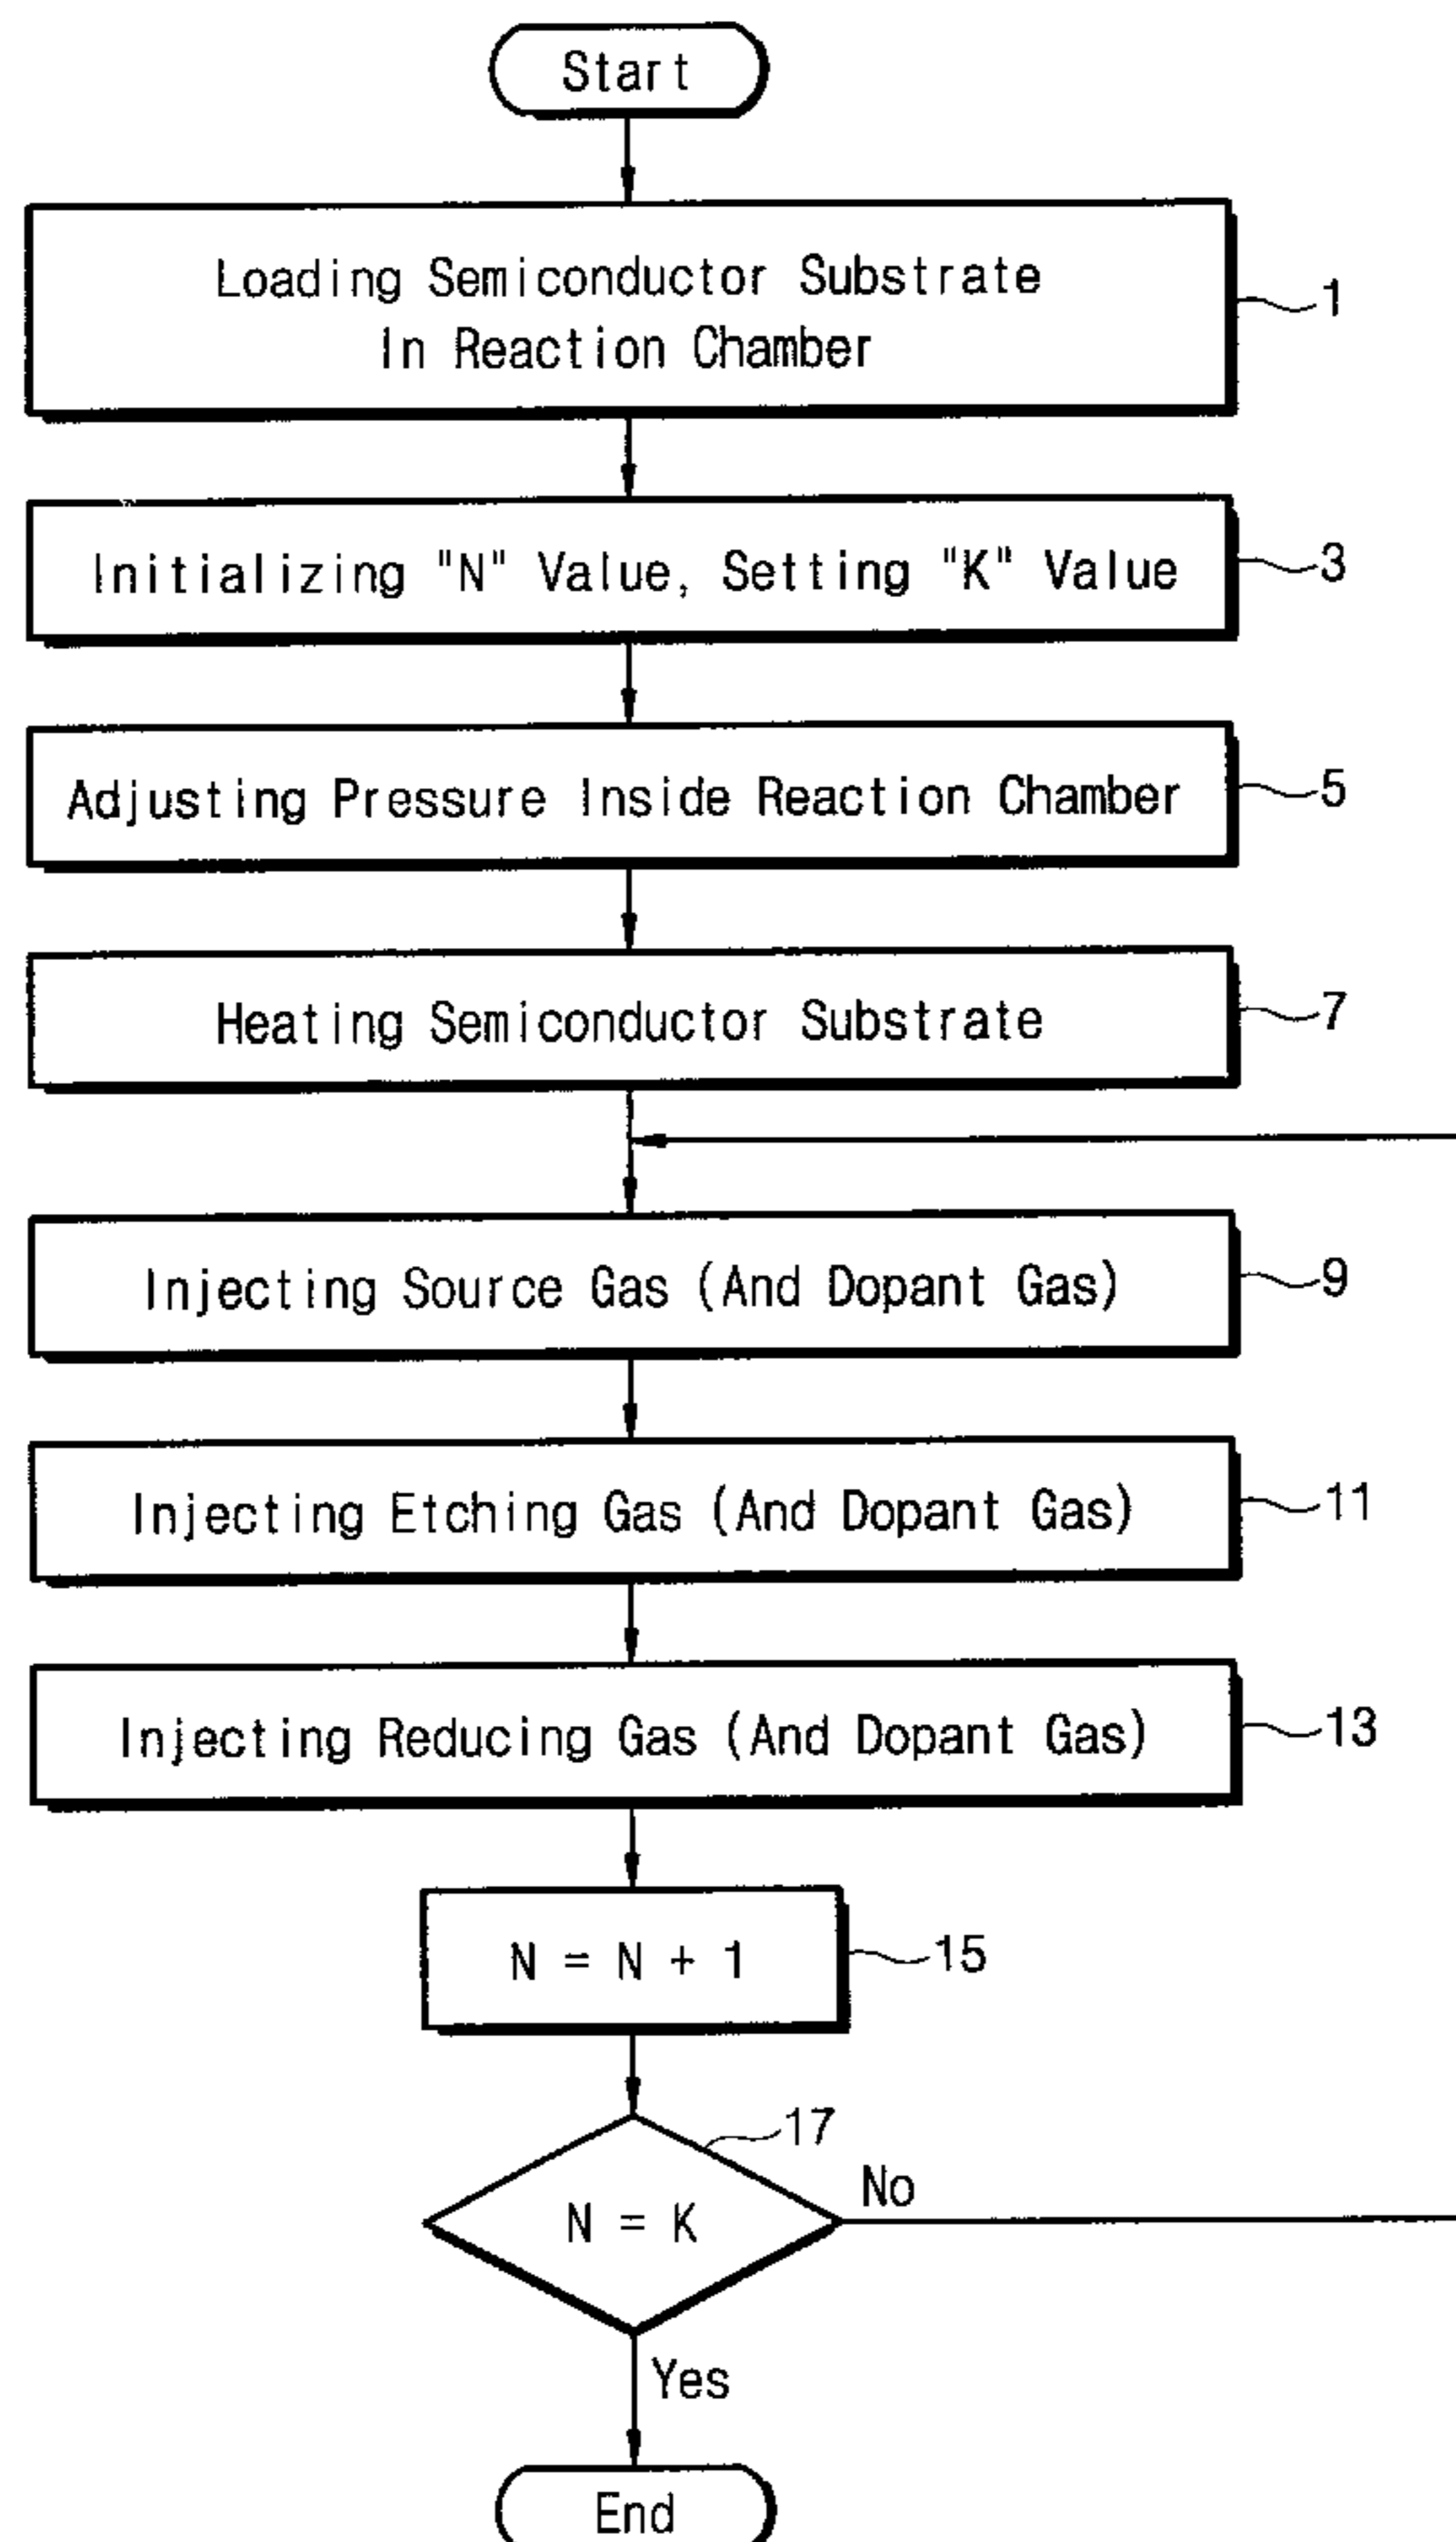 Start
Loading Semiconductor Substrate
In Reaction Chamber
1
Initializing "N" Value, Setting "K" Value
3
Adjusting Pressure Inside Reaction Chamber
5
Heating Semiconductor Substrate
7
Injecting Source Gas (And Dopant Gas)
9
Injecting Etching Gas (And Dopant Gas)
11
Injecting Reducing Gas (And Dopant Gas)
13
N = N + 1
15
17
N = K
No
Yes
End